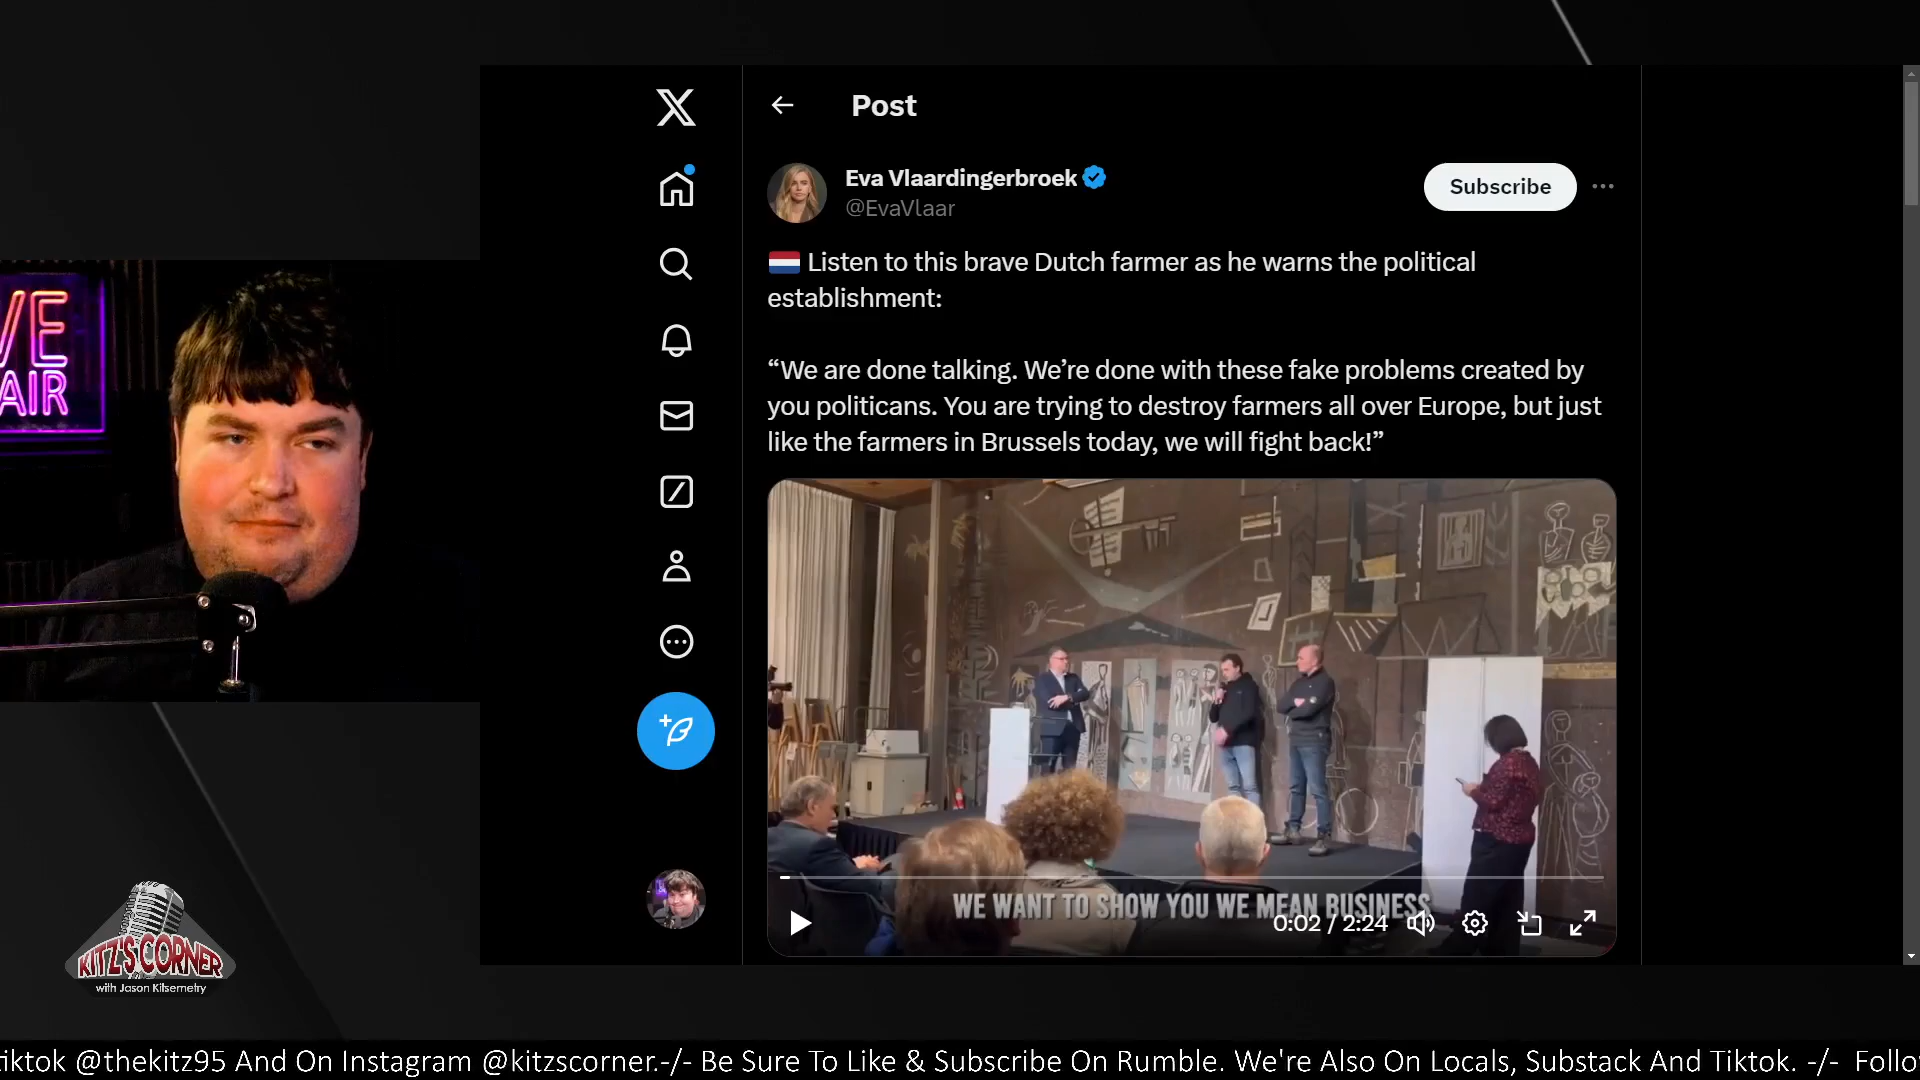 Post
Eva Vlaardingerbroek
@EvaVlaar
Subscribe
Listen to this brave Dutch farmer as he warns the political
establishment:
“We are done talking. We’re done with these fake problems created by
you politicans. You are trying to destroy farmers all over Europe, but just
like the farmers in Brussels today, we will fight back!”
VE
AIR
WE WANT TO SHOW YOU WE MEAN BUSINESS
0:02 / 2:24
KITZ'S CORNER
with Jason Kitsemetry
iktok @thekitz95 And On Instagram @kitzscorner.-/- Be Sure To Like & Subscribe On Rumble. We're Also On Locals, Substack And Tiktok. -/- Follo